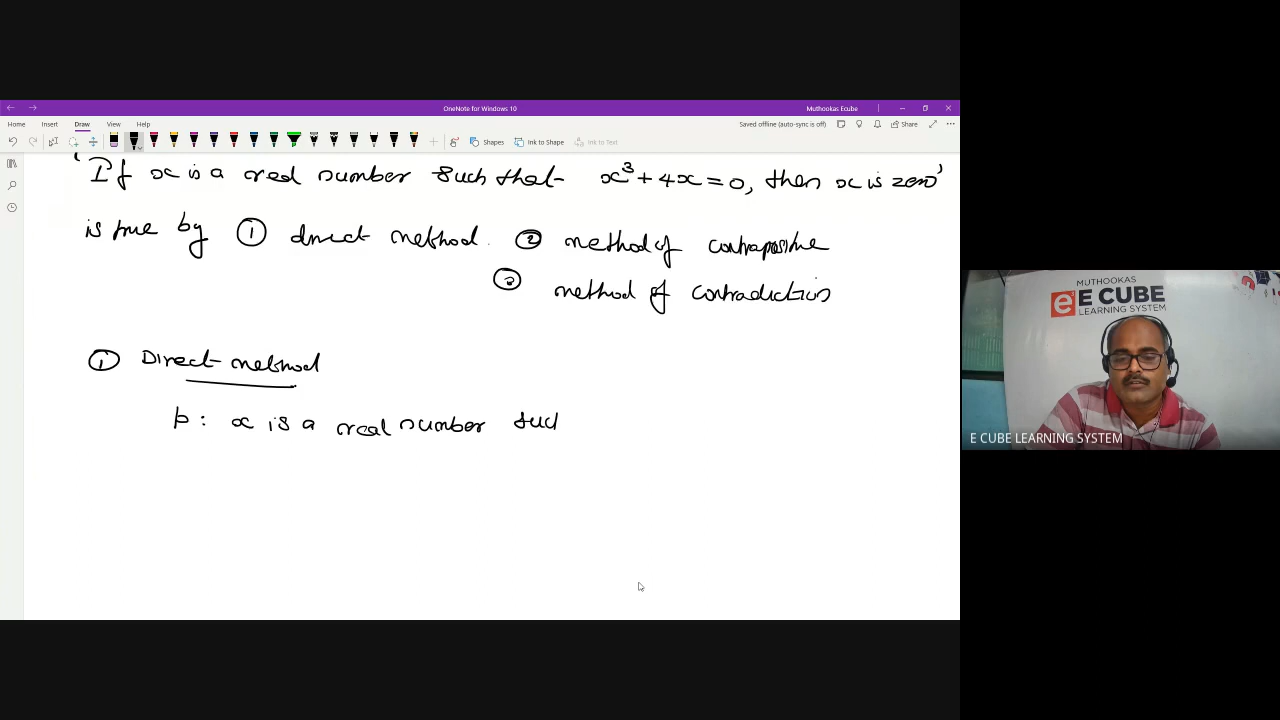 OneNote for Windows 10
Muthookas Ecube
Home Insert Draw View Help
Saved offline (auto-sync is off)
Share
Shapes
Ink to Shape
Ink to Text
'If x is a real number such that x³+4x=0, then x is zero'
is true by ① direct method. ② method of contrapositive
③ method of contradiction
① Direct method
p: x is a real number suc
MUTHOOKAS
e³ E CUBE
LEARNING SYSTEM
E CUBE LEARNING SYSTEM